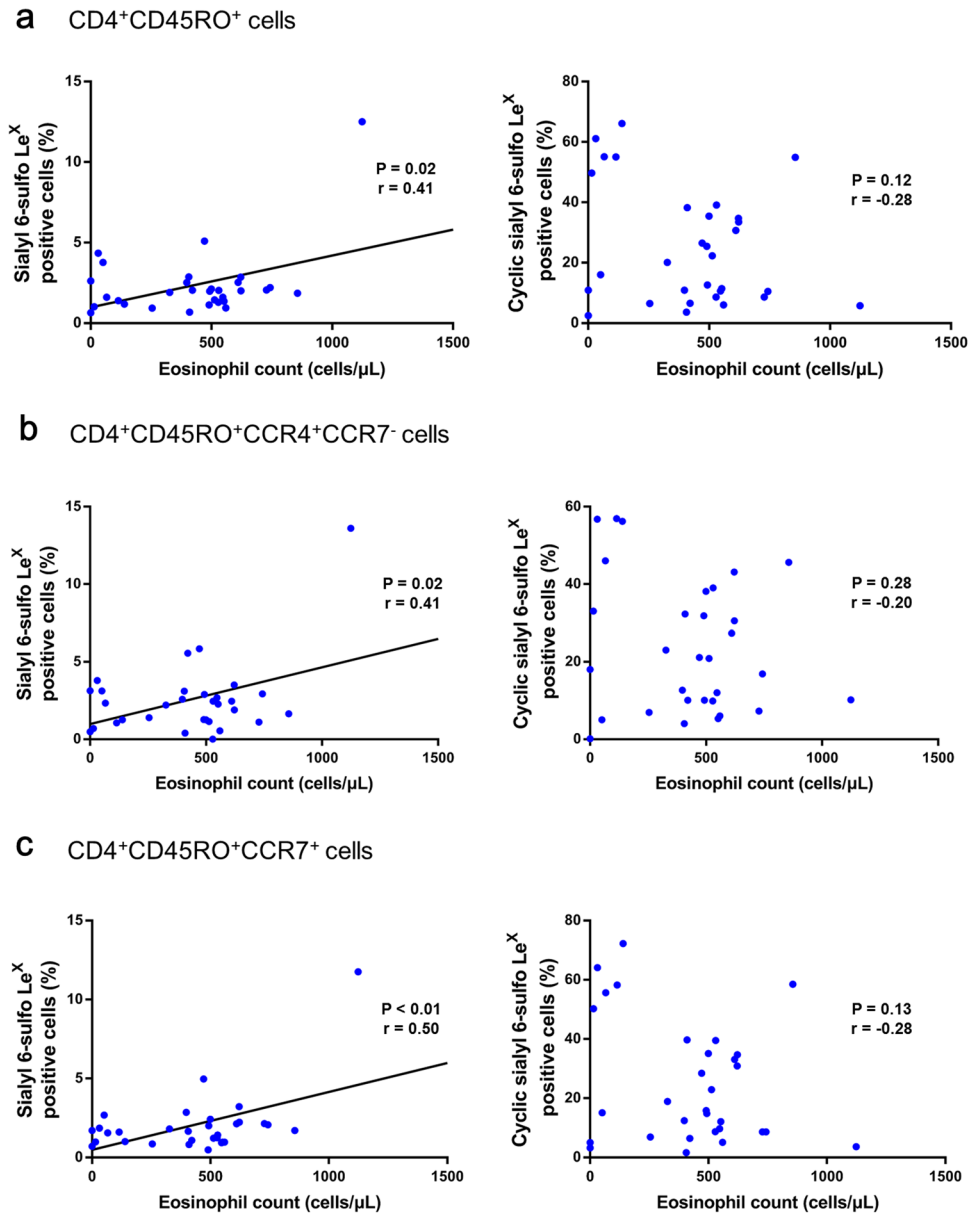 a CD4⁺CD45RO⁺ cells
Sialyl 6-sulfo Leˣ
positive cells (%)
15
10
5
0
0 500 1000 1500
Eosinophil count (cells/µL)
P = 0.02
r = 0.41
Cyclic sialyl 6-sulfo Leˣ
positive cells (%)
80
60
40
20
0
0 500 1000 1500
Eosinophil count (cells/µL)
P = 0.12
r = -0.28
b CD4⁺CD45RO⁺CCR4⁺CCR7⁻ cells
Sialyl 6-sulfo Leˣ
positive cells (%)
15
10
5
0
0 500 1000 1500
Eosinophil count (cells/µL)
P = 0.02
r = 0.41
Cyclic sialyl 6-sulfo Leˣ
positive cells (%)
60
40
20
0
0 500 1000 1500
Eosinophil count (cells/µL)
P = 0.28
r = -0.20
c CD4⁺CD45RO⁺CCR7⁺ cells
Sialyl 6-sulfo Leˣ
positive cells (%)
15
10
5
0
0 500 1000 1500
Eosinophil count (cells/µL)
P < 0.01
r = 0.50
Cyclic sialyl 6-sulfo Leˣ
positive cells (%)
80
60
40
20
0
0 500 1000 1500
Eosinophil count (cells/µL)
P = 0.13
r = -0.28